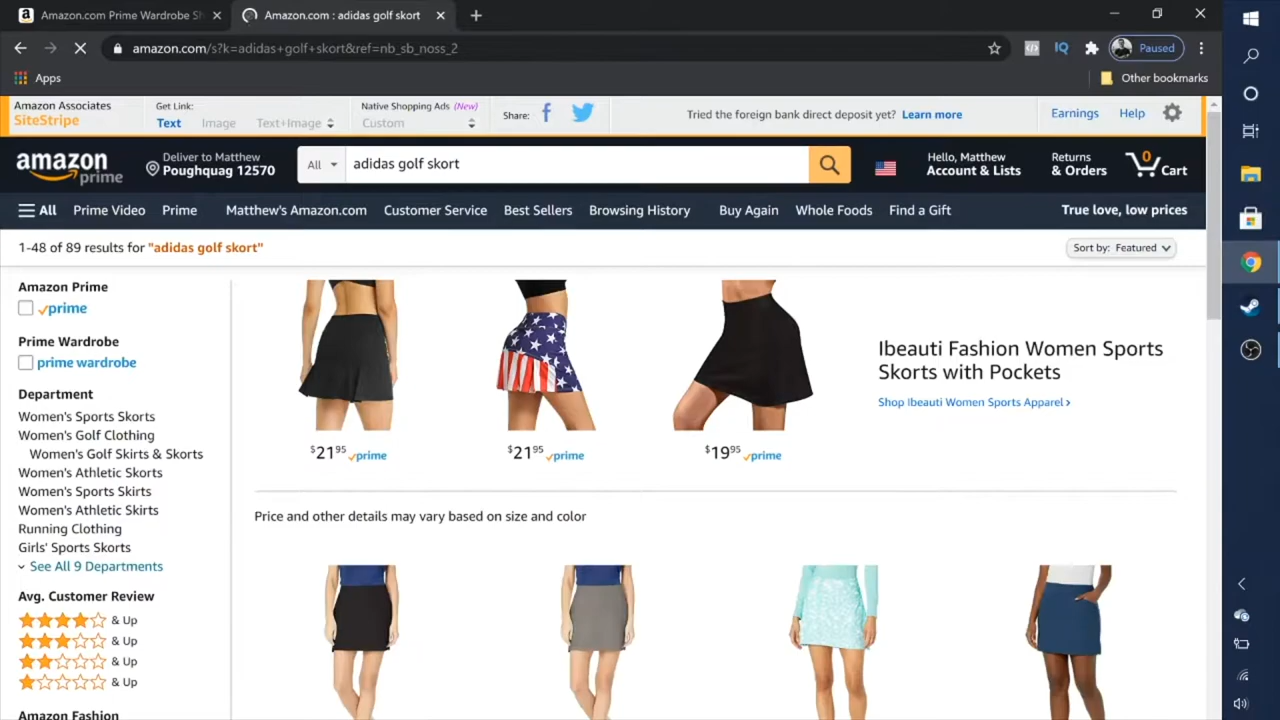 Amazon.com Prime Wardrobe Sh
Amazon.com : adidas golf skort
amazon.com/s?k=adidas+golf+skort&ref=nb_sb_noss_2
IQ
Paused
Apps
Other bookmarks
Amazon Associates
SiteStripe
Get Link:
Text
Image
Text+Image
Native Shopping Ads (New)
Custom
Share:
Tried the foreign bank direct deposit yet? Learn more
Earnings
Help
amazon
prime
Deliver to Matthew
Poughquag 12570
All
adidas golf skort
Hello, Matthew
Account & Lists
Returns
& Orders
0
Cart
All
Prime Video
Prime
Matthew's Amazon.com
Customer Service
Best Sellers
Browsing History
Buy Again
Whole Foods
Find a Gift
True love, low prices
1-48 of 89 results for "adidas golf skort"
Sort by: Featured
Amazon Prime
prime
Prime Wardrobe
prime wardrobe
Department
Women's Sports Skorts
Women's Golf Clothing
Women's Golf Skirts & Skorts
Women's Athletic Skorts
Women's Sports Skirts
Women's Athletic Skirts
Running Clothing
Girls' Sports Skorts
See All 9 Departments
Avg. Customer Review
& Up
& Up
& Up
& Up
Amazon Fashion
$21 95 prime
$21 95 prime
$19 95 prime
Ibeauti Fashion Women Sports
Skorts with Pockets
Shop Ibeauti Women Sports Apparel ›
Price and other details may vary based on size and color